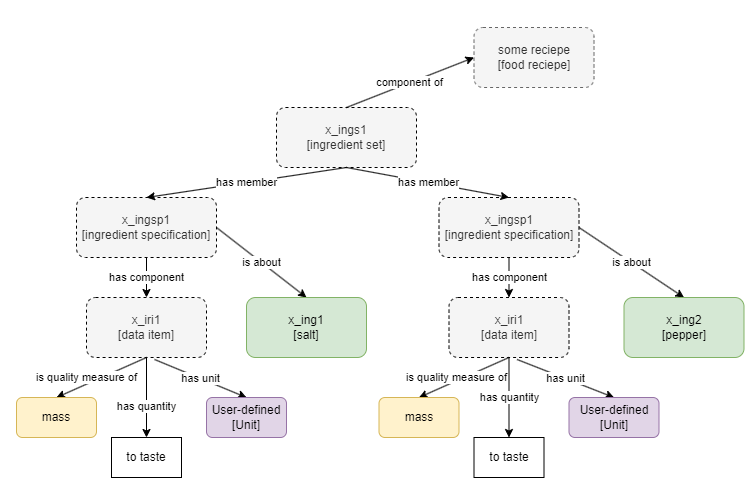 some reciepe
[food reciepe]
component of
x_ings1
[ingredient set]
has member
has member
x_ingsp1
[ingredient specification]
x_ingsp1
[ingredient specification]
is about
is about
has component
has component
x_iri1
[data item]
x_ing1
[salt]
x_iri1
[data item]
x_ing2
[pepper]
is quality measure of
has unit
is quality measure of
has unit
has quantity
has quantity
mass
User-defined
[Unit]
mass
User-defined
[Unit]
to taste
to taste